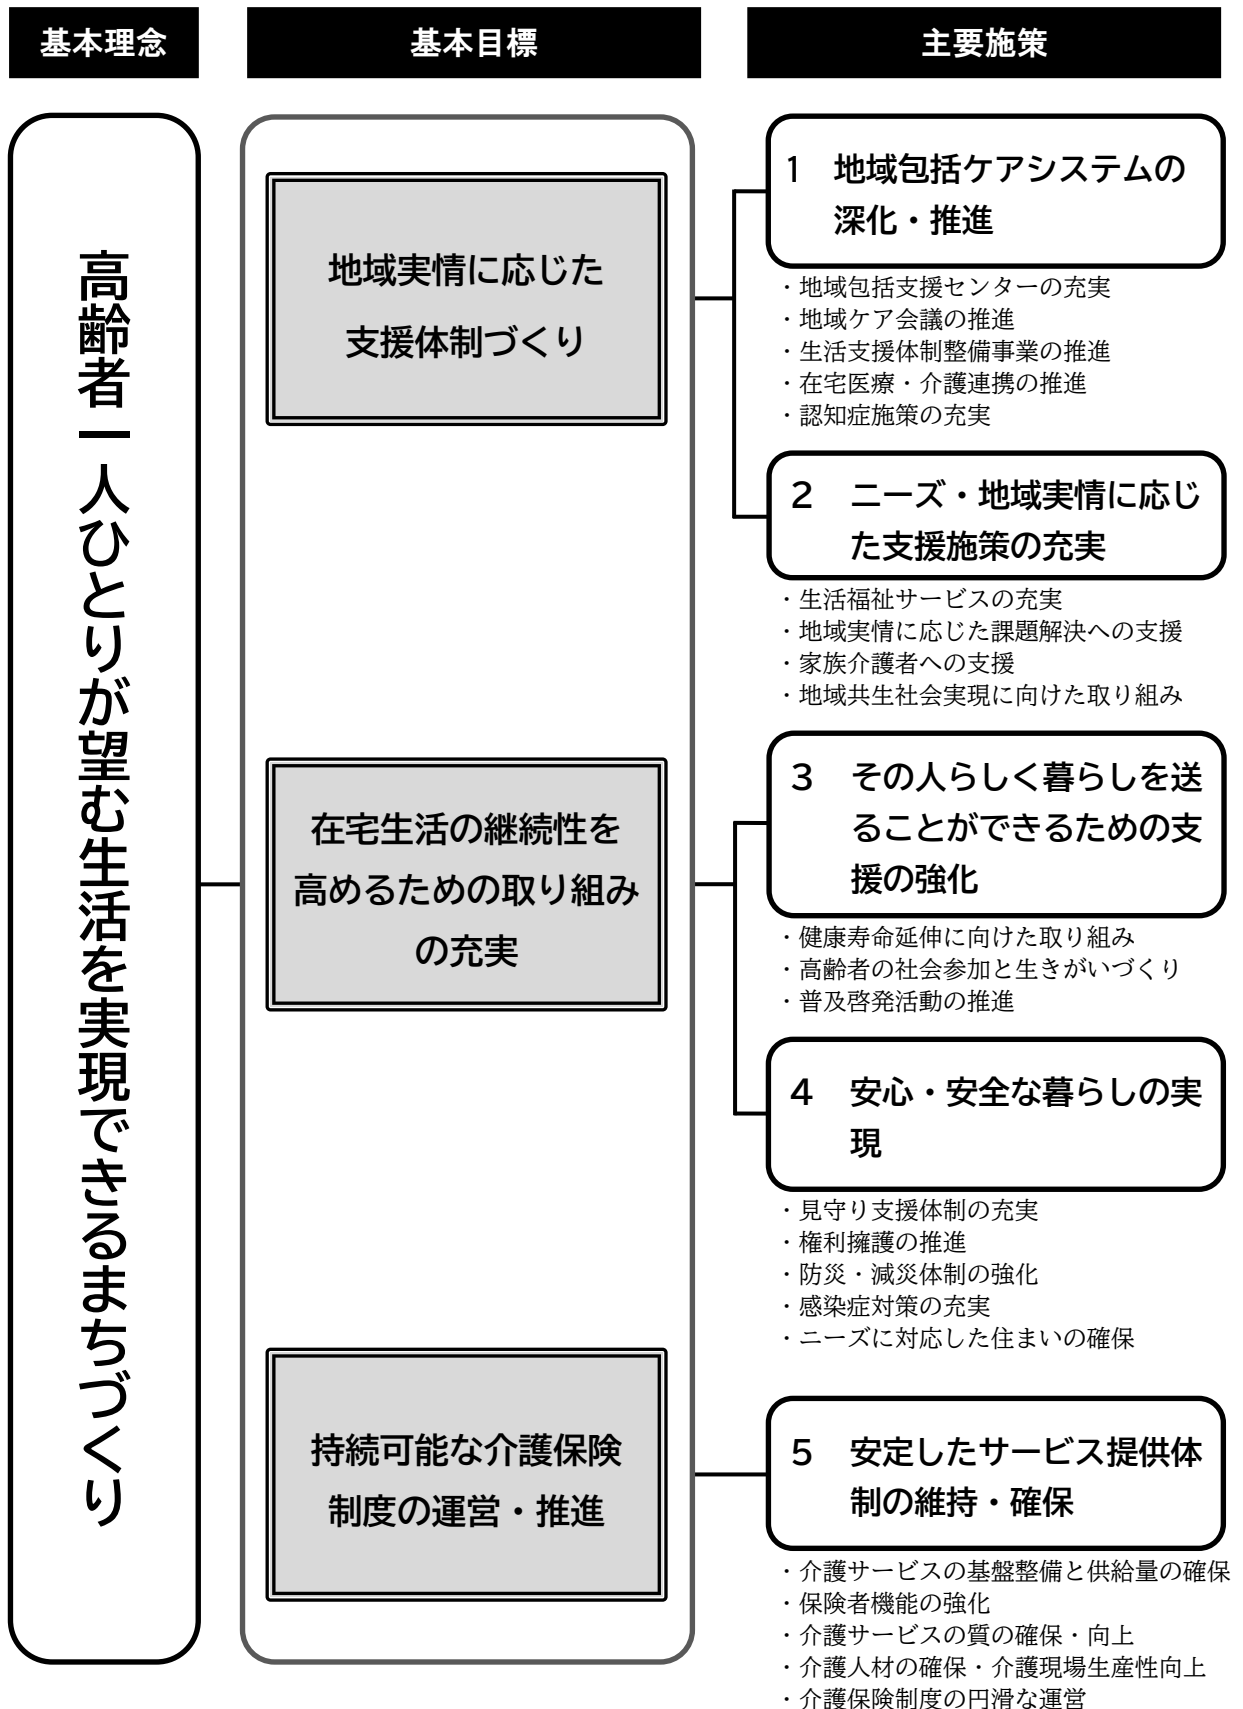 基本理念
基本目標
主要施策
高齢者一人ひとりが望む生活を実現できるまちづくり
地域実情に応じた
支援体制づくり
1 地域包括ケアシステムの
深化・推進
・地域包括支援センターの充実
・地域ケア会議の推進
・生活支援体制整備事業の推進
・在宅医療・介護連携の推進
・認知症施策の充実
2 ニーズ・地域実情に応じ
た支援施策の充実
・生活福祉サービスの充実
・地域実情に応じた課題解決への支援
・家族介護者への支援
・地域共生社会実現に向けた取り組み
在宅生活の継続性を
高めるための取り組み
の充実
3 その人らしく暮らしを送
ることができるための支
援の強化
・健康寿命延伸に向けた取り組み
・高齢者の社会参加と生きがいづくり
・普及啓発活動の推進
4 安心・安全な暮らしの実
現
・見守り支援体制の充実
・権利擁護の推進
・防災・減災体制の強化
・感染症対策の充実
・ニーズに対応した住まいの確保
持続可能な介護保険
制度の運営・推進
5 安定したサービス提供体
制の維持・確保
・介護サービスの基盤整備と供給量の確保
・保険者機能の強化
・介護サービスの質の確保・向上
・介護人材の確保・介護現場生産性向上
・介護保険制度の円滑な運営